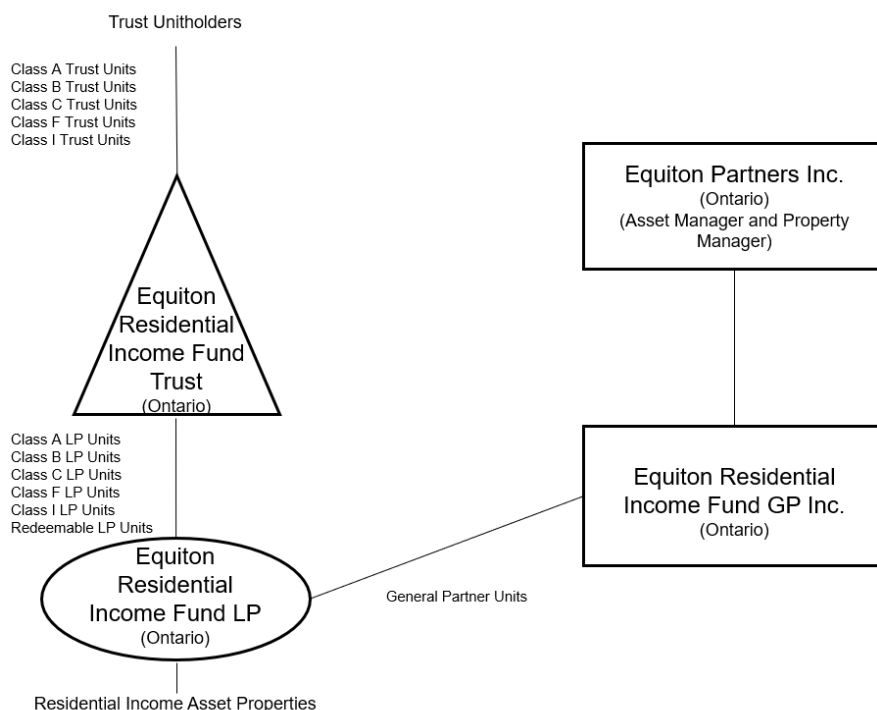 Trust Unitholders
Class A Trust Units
Class B Trust Units
Class C Trust Units
Class F Trust Units
Class I Trust Units
Equiton Partners Inc.
(Ontario)
(Asset Manager and Property
Manager)
Equiton
Residential
Income Fund
Trust
(Ontario)
Class A LP Units
Class B LP Units
Class C LP Units
Class F LP Units
Class I LP Units
Redeemable LP Units
Equiton Residential
Income Fund GP Inc.
(Ontario)
Equiton
Residential
Income Fund LP
(Ontario)
General Partner Units
Residential Income Asset Properties